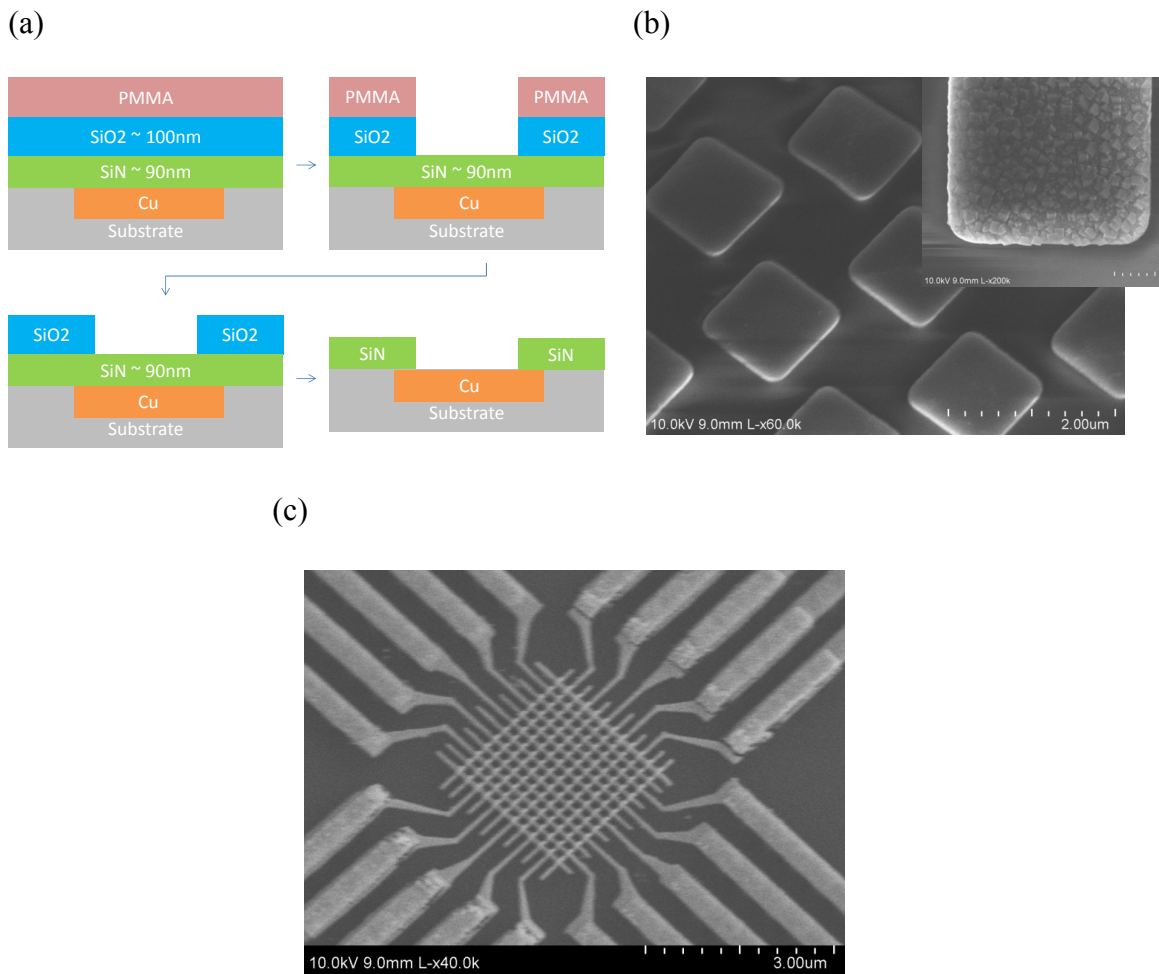 (a)
(b)
PMMA
SiO2 ~ 100nm
SiN ~ 90nm
Cu
Substrate
PMMA
PMMA
SiO2
SiO2
SiN ~ 90nm
Cu
Substrate
SiO2
SiO2
SiN ~ 90nm
Cu
Substrate
SiN
SiN
Cu
Substrate
10.0kV 9.0mm L-x200k
10.0kV 9.0mm L-x60.0k
2.00um
(c)
10.0kV 9.0mm L-x40.0k
3.00um